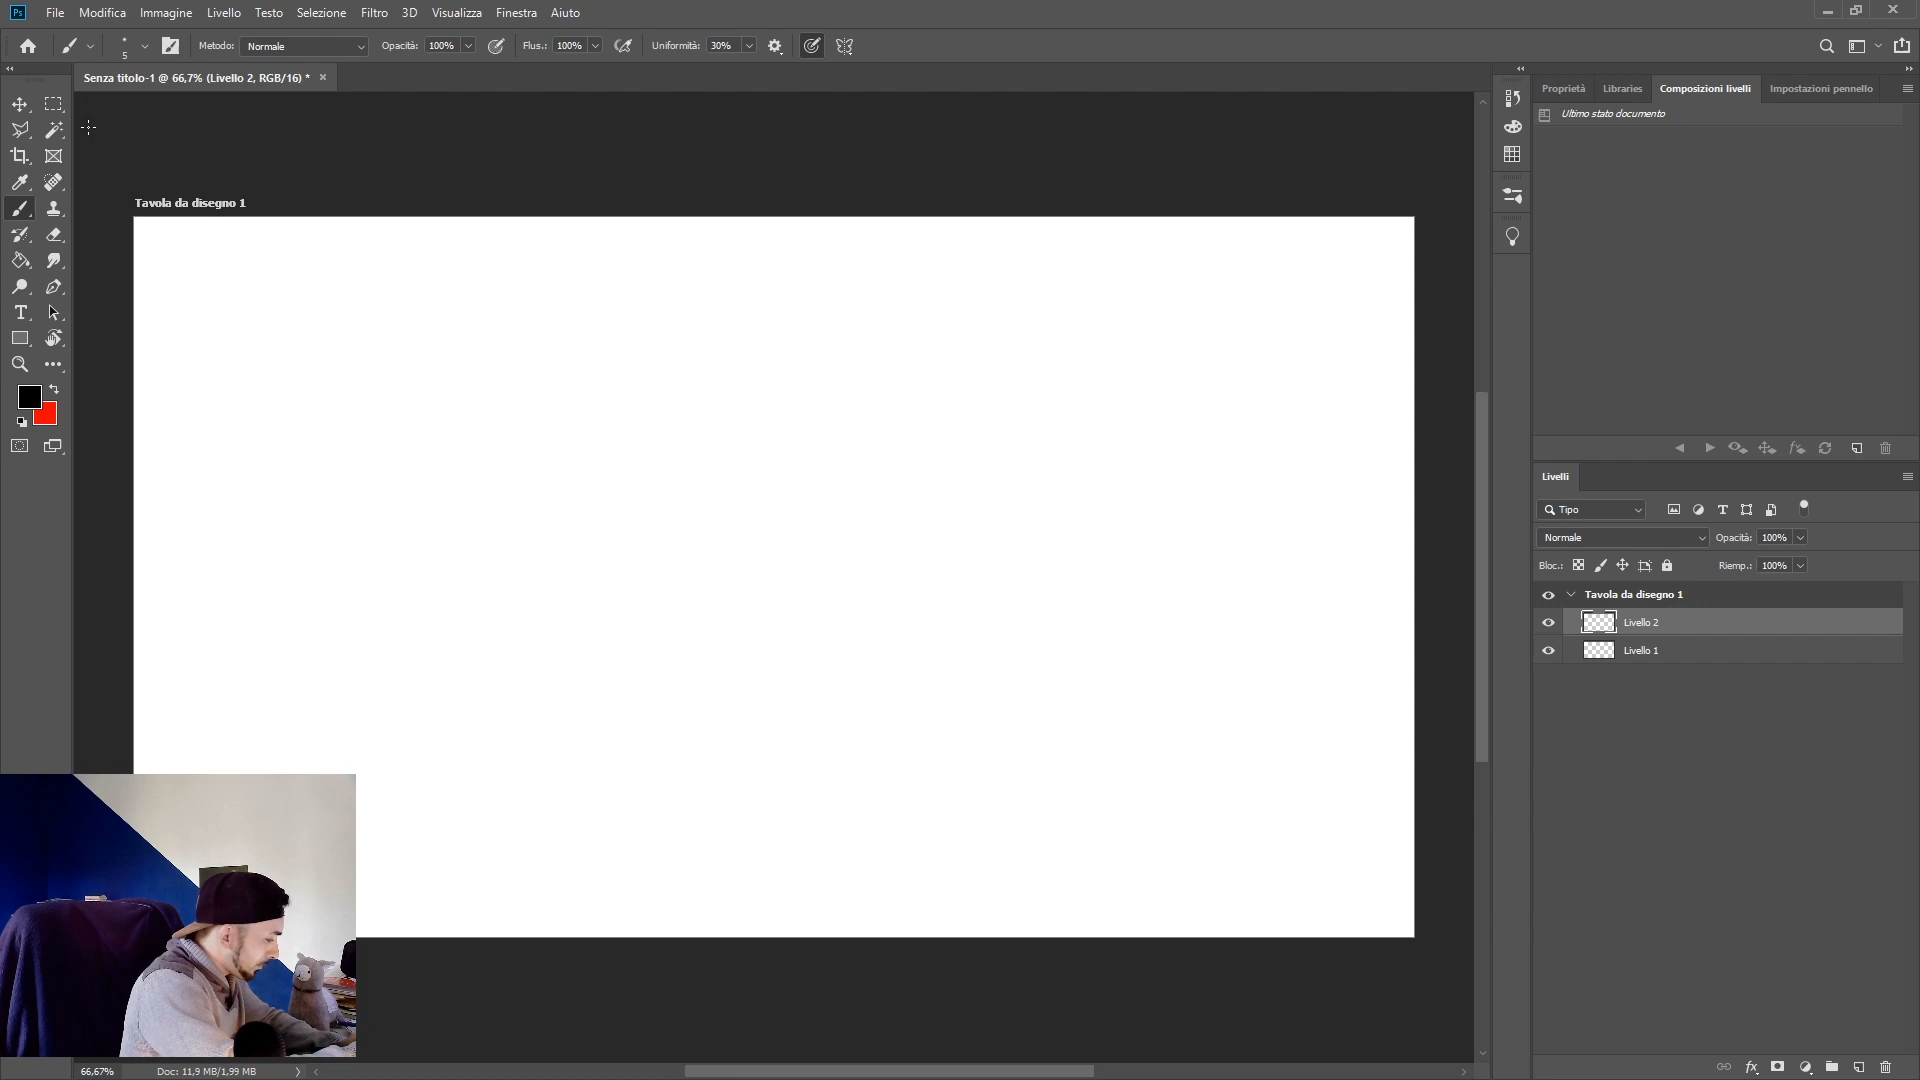 Ps File Modifica Immagine Livello Testo Selezione Filtro 3D Visualizza Finestra Aiuto
5 Metodo: Normale Opacità: 100% Flus.: 100% Uniformità: 30%
Senza titolo-1 @ 66,7% (Livello 2, RGB/16) *
Proprietà Libraries Composizioni livelli Impostazioni pennello
Ultimo stato documento
Tavola da disegno 1
Livelli
Tipo
Normale Opacità: 100%
Bloc.: Riemp.: 100%
Tavola da disegno 1
Livello 2
Livello 1
66,67% Doc: 11,9 MB/1,99 MB